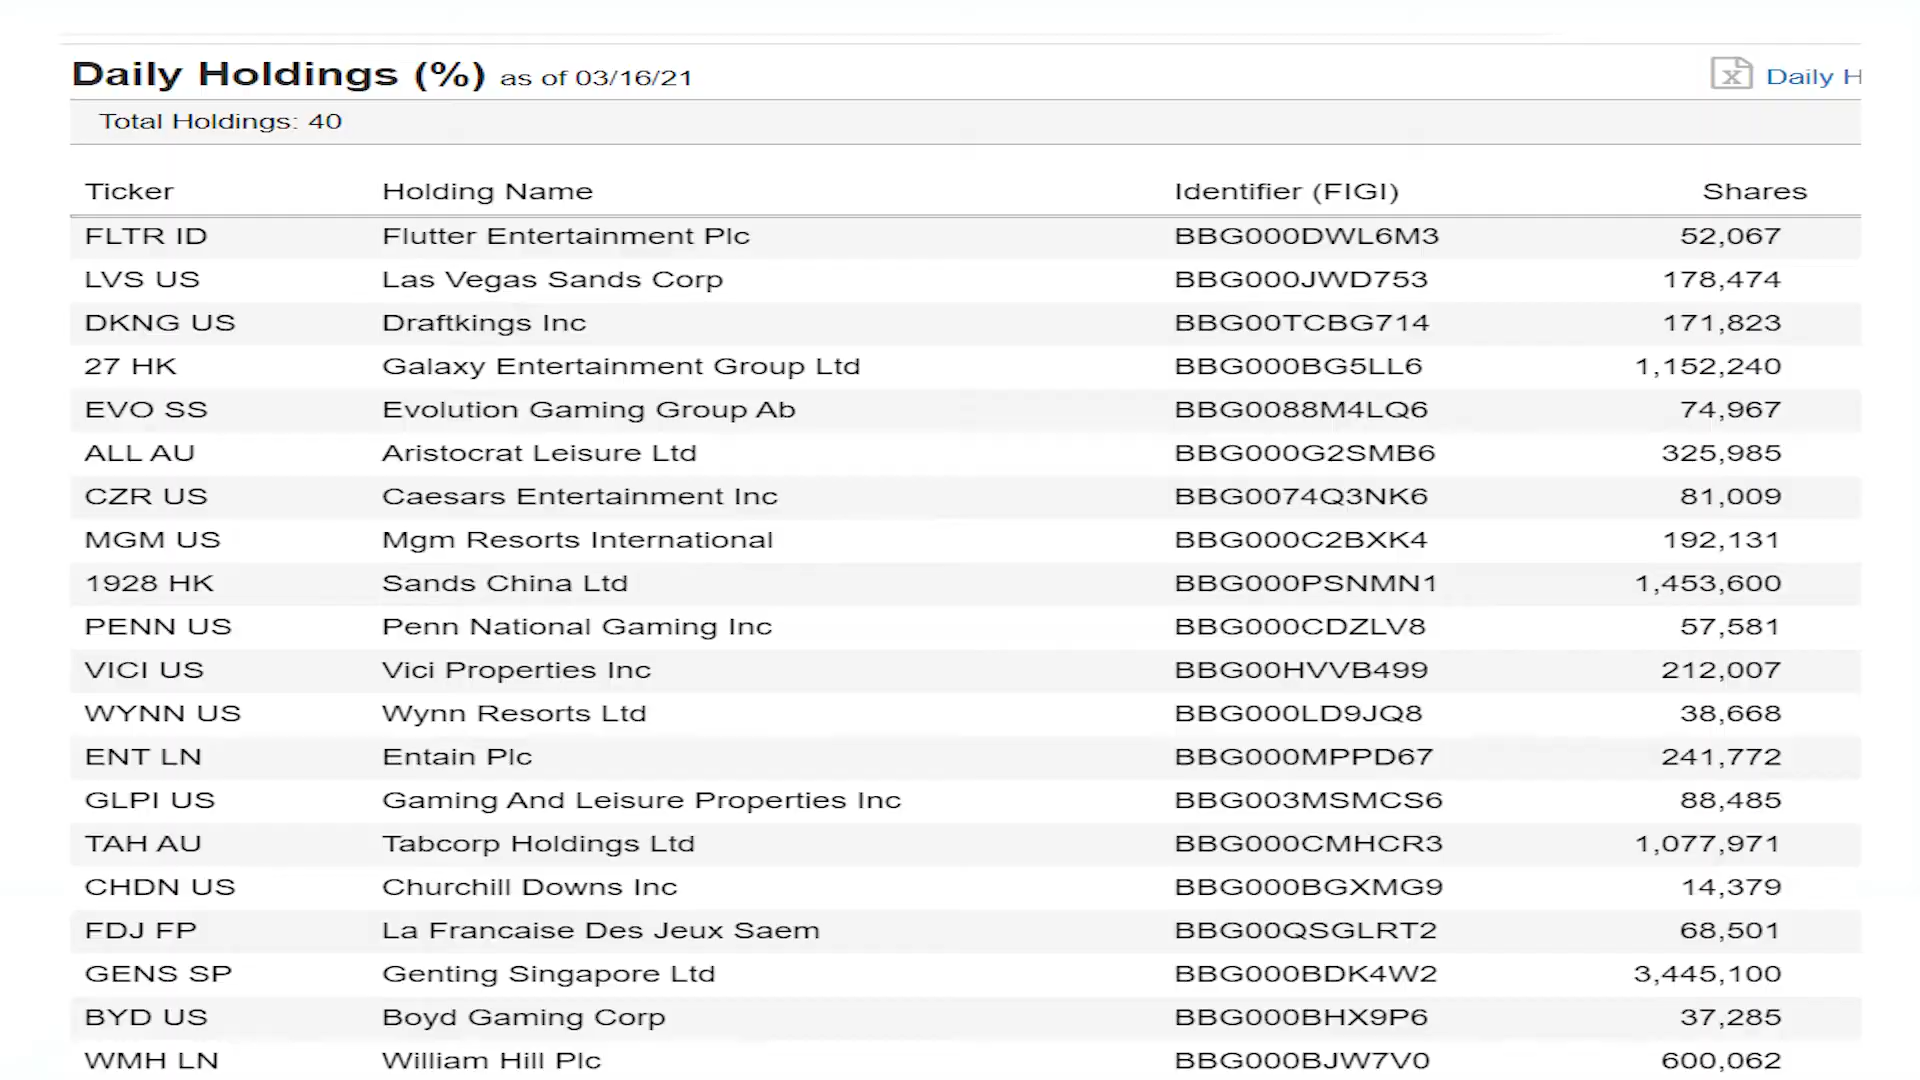 Daily Holdings (%) as of 03/16/21 Daily H
Total Holdings: 40
Ticker Holding Name Identifier (FIGI) Shares
FLTR ID Flutter Entertainment Plc BBG000DWL6M3 52,067
LVS US Las Vegas Sands Corp BBG000JWD753 178,474
DKNG US Draftkings Inc BBG00TCBG714 171,823
27 HK Galaxy Entertainment Group Ltd BBG000BG5LL6 1,152,240
EVO SS Evolution Gaming Group Ab BBG0088M4LQ6 74,967
ALL AU Aristocrat Leisure Ltd BBG000G2SMB6 325,985
CZR US Caesars Entertainment Inc BBG0074Q3NK6 81,009
MGM US Mgm Resorts International BBG000C2BXK4 192,131
1928 HK Sands China Ltd BBG000PSNMN1 1,453,600
PENN US Penn National Gaming Inc BBG000CDZLV8 57,581
VICI US Vici Properties Inc BBG00HVVB499 212,007
WYNN US Wynn Resorts Ltd BBG000LD9JQ8 38,668
ENT LN Entain Plc BBG000MPPD67 241,772
GLPI US Gaming And Leisure Properties Inc BBG003MSMCS6 88,485
TAH AU Tabcorp Holdings Ltd BBG000CMHCR3 1,077,971
CHDN US Churchill Downs Inc BBG000BGXMG9 14,379
FDJ FP La Francaise Des Jeux Saem BBG00QSGLRT2 68,501
GENS SP Genting Singapore Ltd BBG000BDK4W2 3,445,100
BYD US Boyd Gaming Corp BBG000BHX9P6 37,285
WMH LN William Hill Plc BBG000BJW7V0 600,062